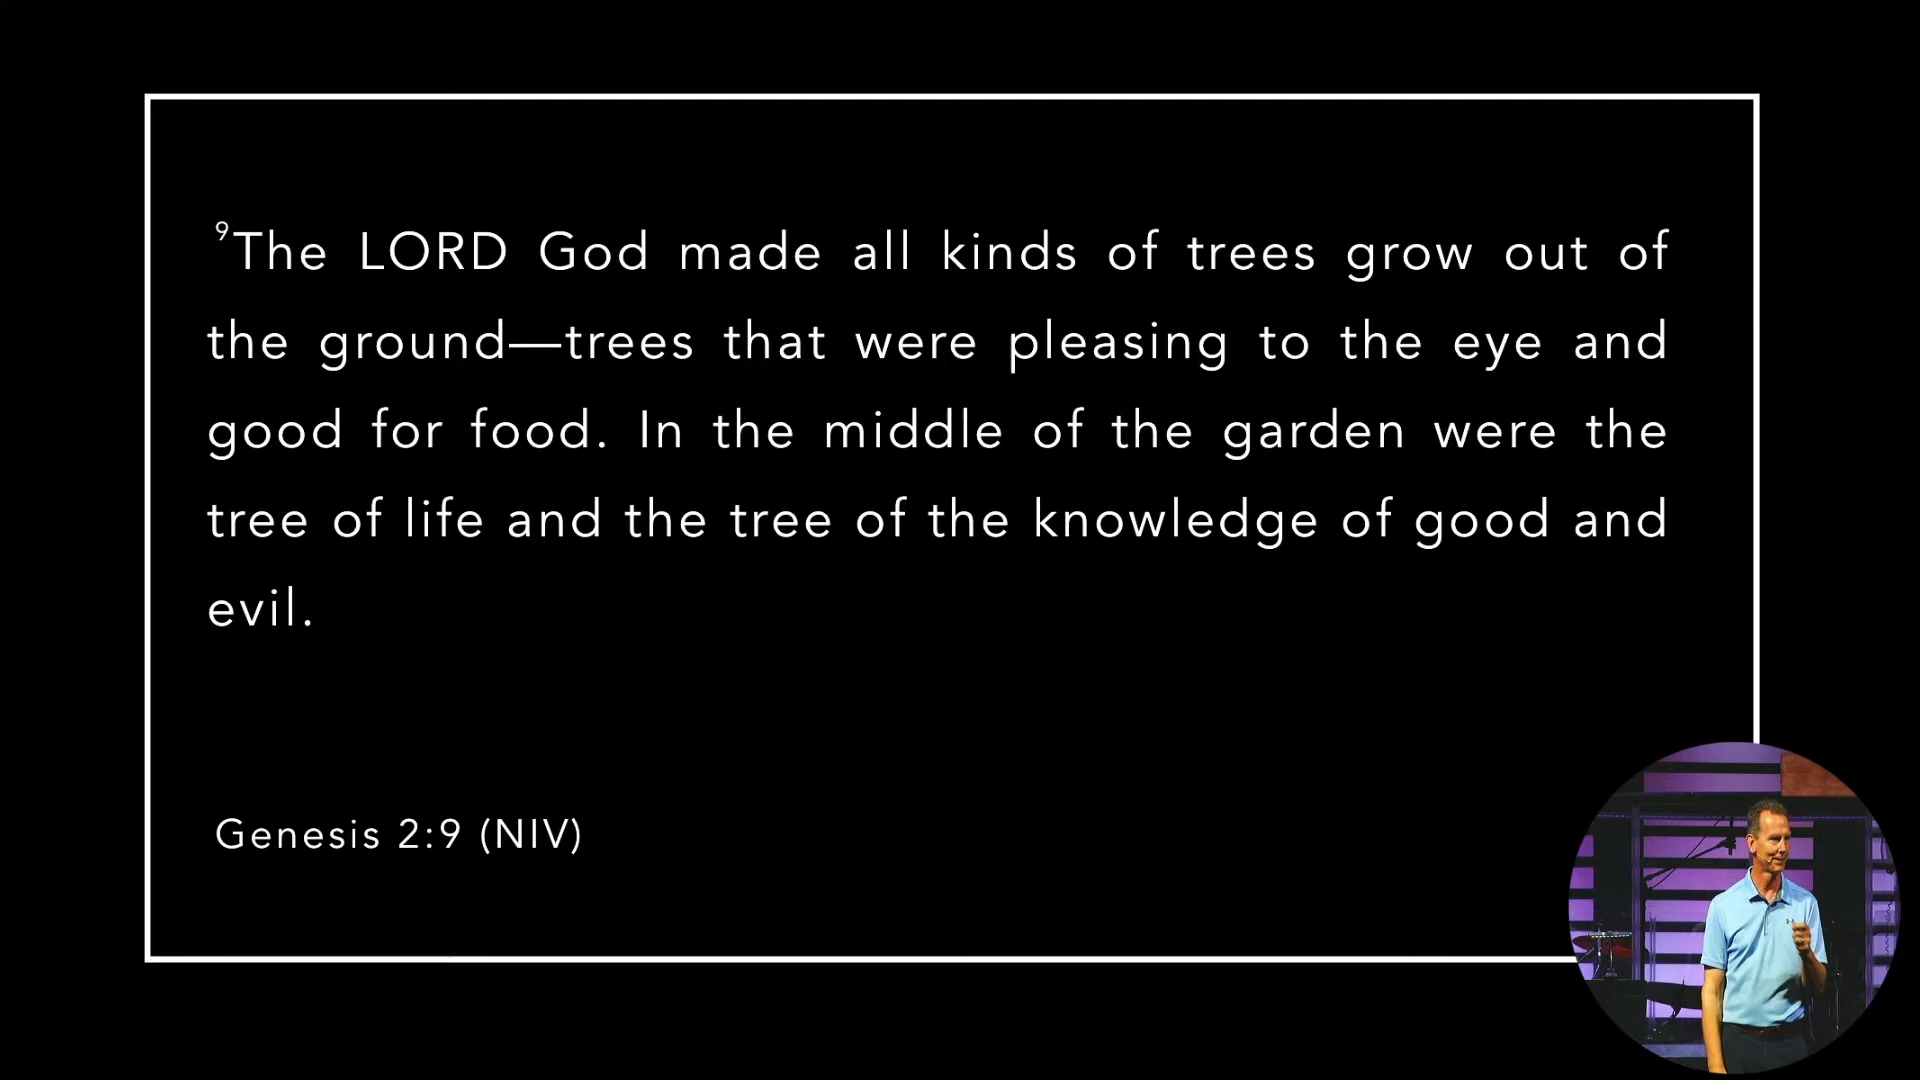 ⁹The LORD God made all kinds of trees grow out of
the ground—trees that were pleasing to the eye and
good for food. In the middle of the garden were the
tree of life and the tree of the knowledge of good and
evil.
Genesis 2:9 (NIV)